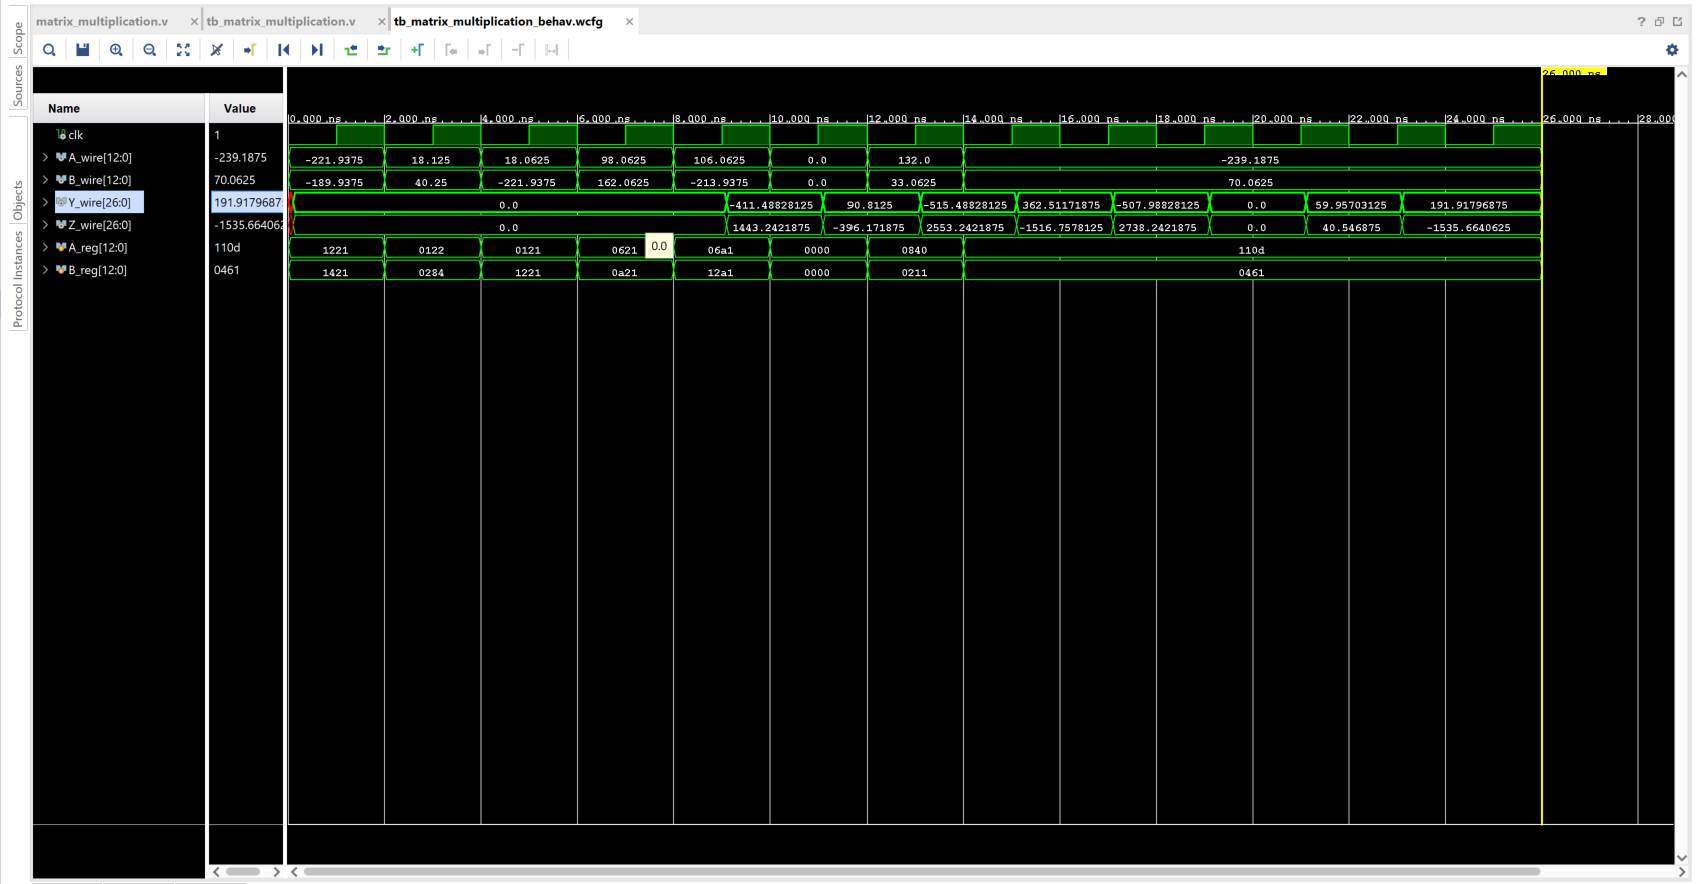 matrix_multiplication.v × tb_matrix_multiplication.v × tb_matrix_multiplication_behav.wcfg ×
?
Scope
Sources
Objects
Protocol Instances
26.000 ns
Name Value
0.000 ns 2.000 ns 4.000 ns 6.000 ns 8.000 ns 10.000 ns 12.000 ns 14.000 ns 16.000 ns 18.000 ns 20.000 ns 22.000 ns 24.000 ns 26.000 ns 28.000
clk 1
A_wire[12:0] -239.1875 -221.9375 18.125 18.0625 98.0625 106.0625 0.0 132.0 -239.1875
B_wire[12:0] 70.0625 -189.9375 40.25 -221.9375 162.0625 -213.9375 0.0 33.0625 70.0625
Y_wire[26:0] 191.9179687 0.0 -411.48828125 90.8125 -515.48828125 362.51171875 -507.98828125 0.0 59.95703125 191.91796875
Z_wire[26:0] -1535.664062 0.0 1443.2421875 -396.171875 2553.2421875 -1516.7578125 2738.2421875 0.0 40.546875 -1535.6640625
A_reg[12:0] 110d 1221 0122 0121 0621 0.0 06a1 0000 0840 110d
B_reg[12:0] 0461 1421 0284 1221 0a21 12a1 0000 0211 0461